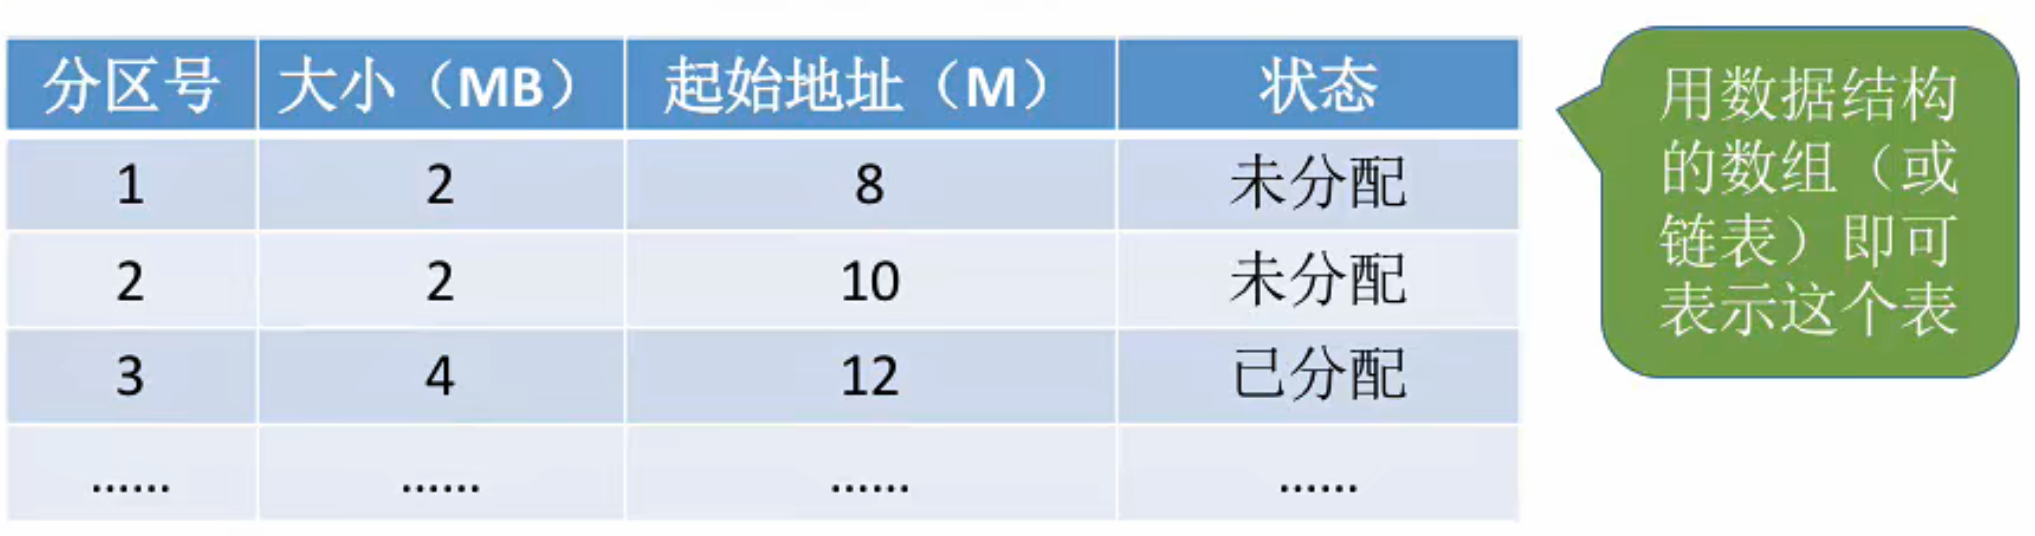 分区号 大小（MB） 起始地址（M） 状态
1 2 8 未分配
2 2 10 未分配
3 4 12 已分配
...... ...... ...... ......
用数据结构
的数组（或
链表）即可
表示这个表